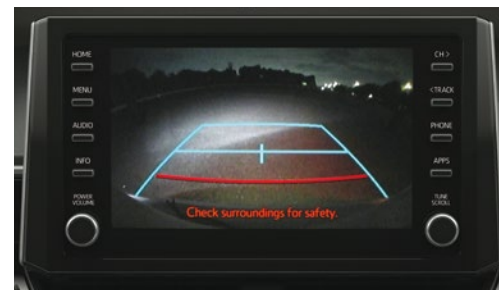 HOME
MENU
AUDIO
INFO
POWER
VOLUME
CH >
< TRACK
PHONE
APPS
TUNE
SCROLL
Check surroundings for safety.